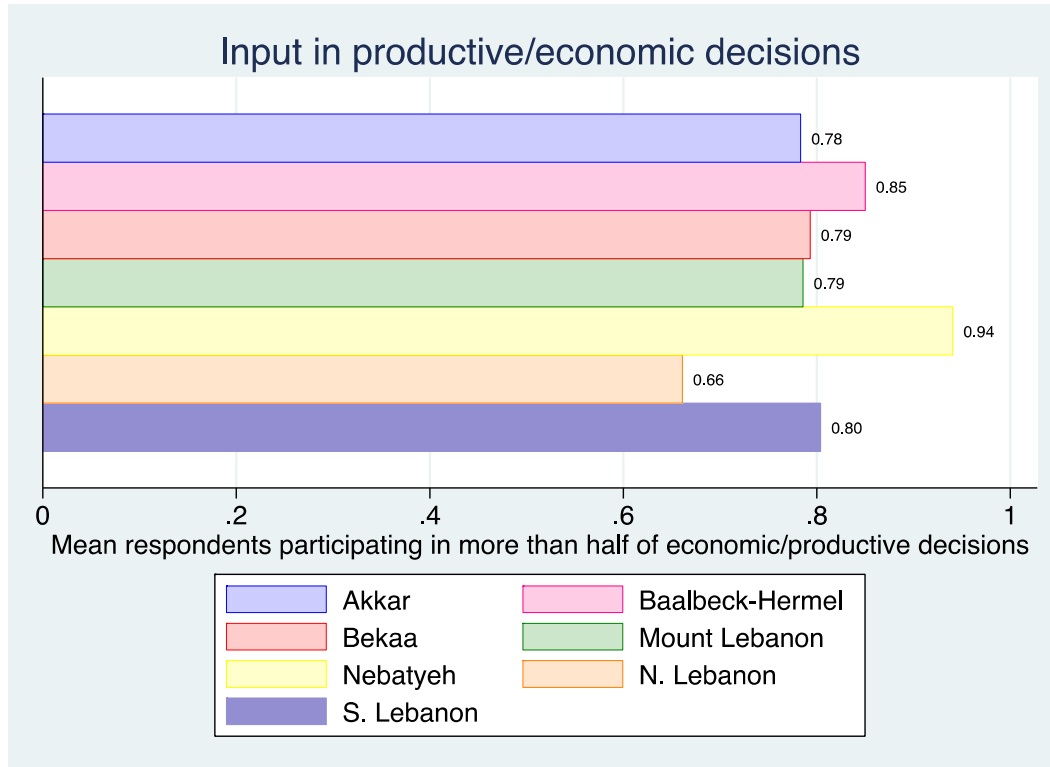 Input in productive/economic decisions
0.78
0.85
0.79
0.79
0.94
0.66
0.80
0 .2 .4 .6 .8 1
Mean respondents participating in more than half of economic/productive decisions
Akkar Baalbeck-Hermel
Bekaa Mount Lebanon
Nebatyeh N. Lebanon
S. Lebanon